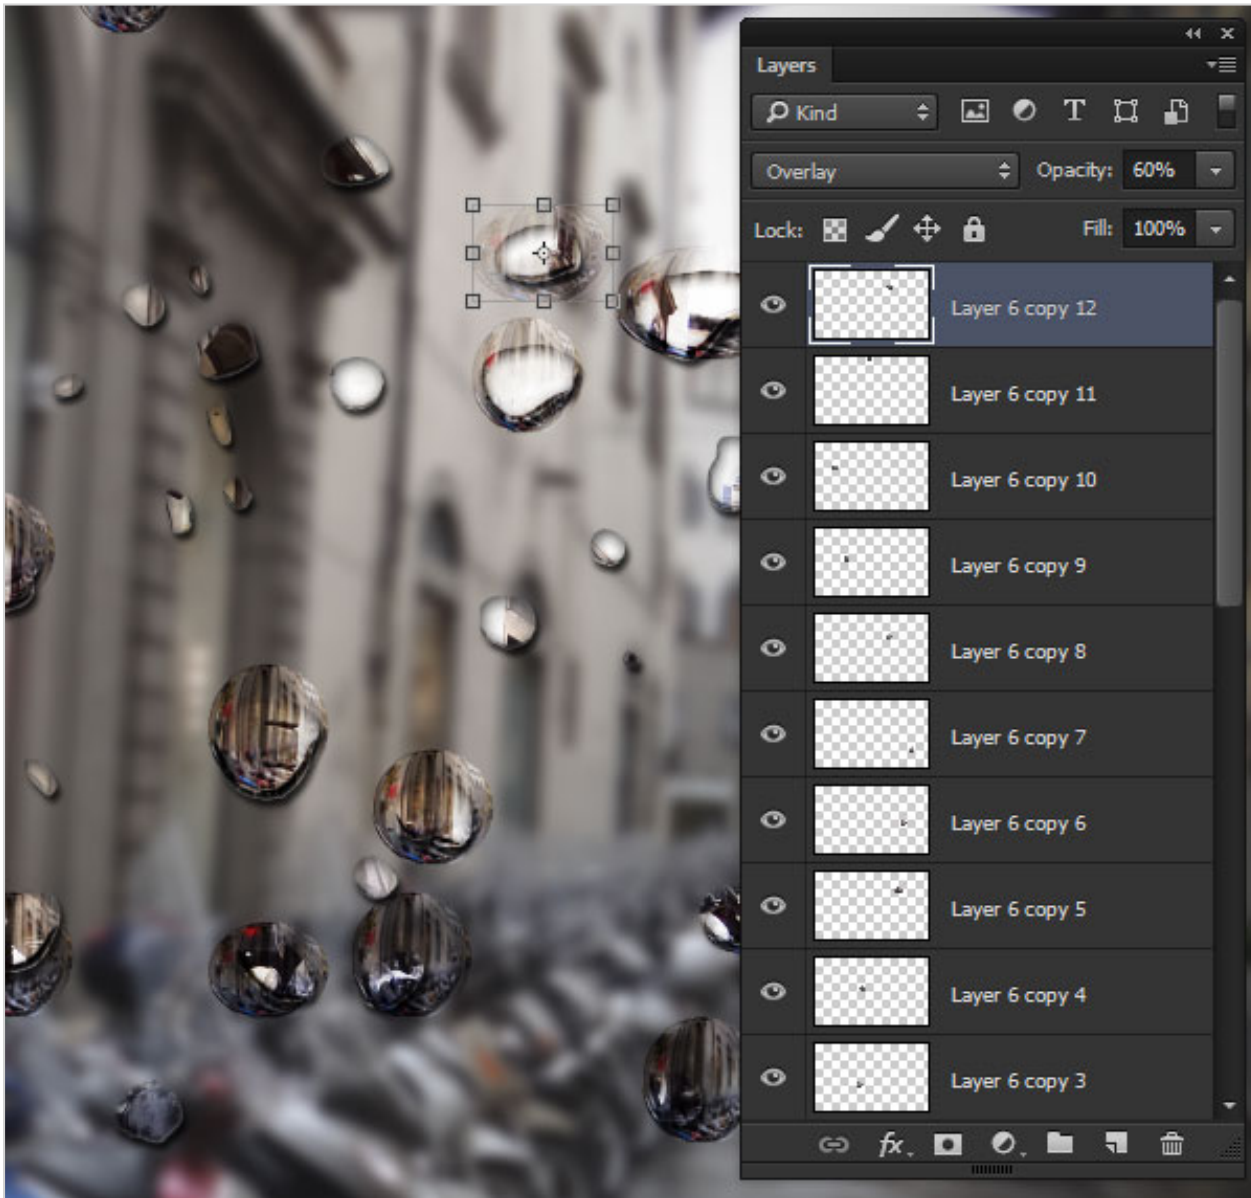 Layers
Kind
T
Overlay
Opacity: 60%
Lock:
Fill: 100%
Layer 6 copy 12
Layer 6 copy 11
Layer 6 copy 10
Layer 6 copy 9
Layer 6 copy 8
Layer 6 copy 7
Layer 6 copy 6
Layer 6 copy 5
Layer 6 copy 4
Layer 6 copy 3
fx.